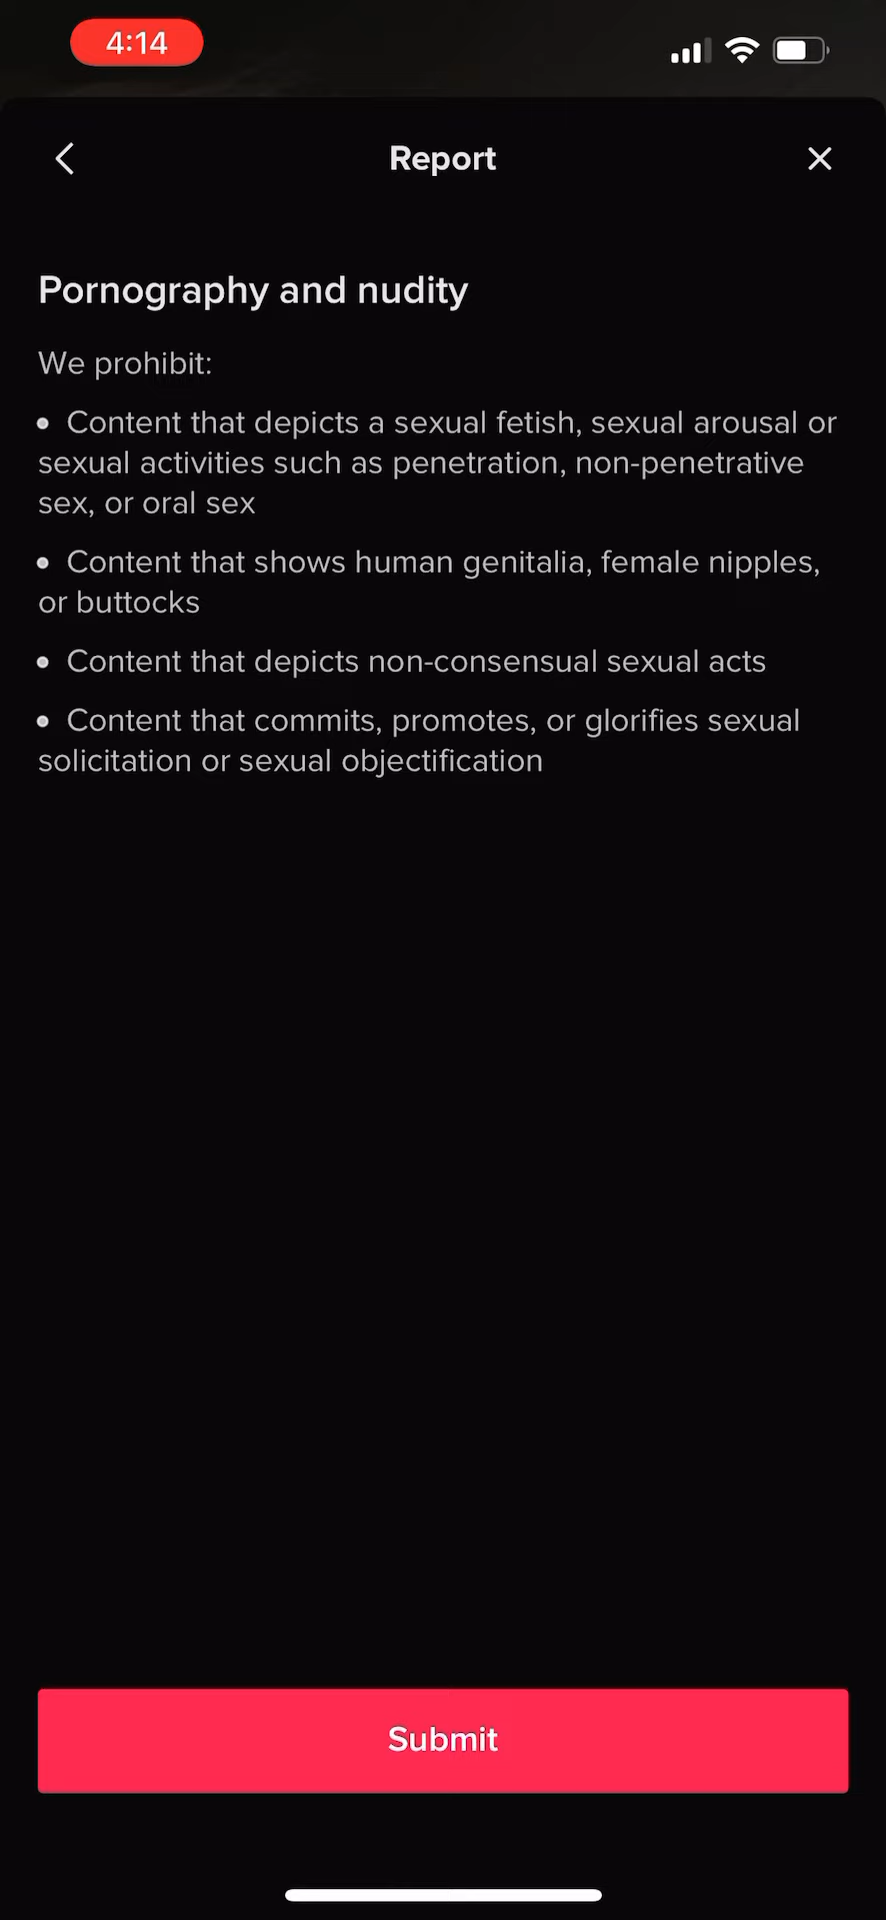 4:14
Report
Pornography and nudity
We prohibit:
• Content that depicts a sexual fetish, sexual arousal or
sexual activities such as penetration, non-penetrative
sex, or oral sex
• Content that shows human genitalia, female nipples,
or buttocks
• Content that depicts non-consensual sexual acts
• Content that commits, promotes, or glorifies sexual
solicitation or sexual objectification
Submit